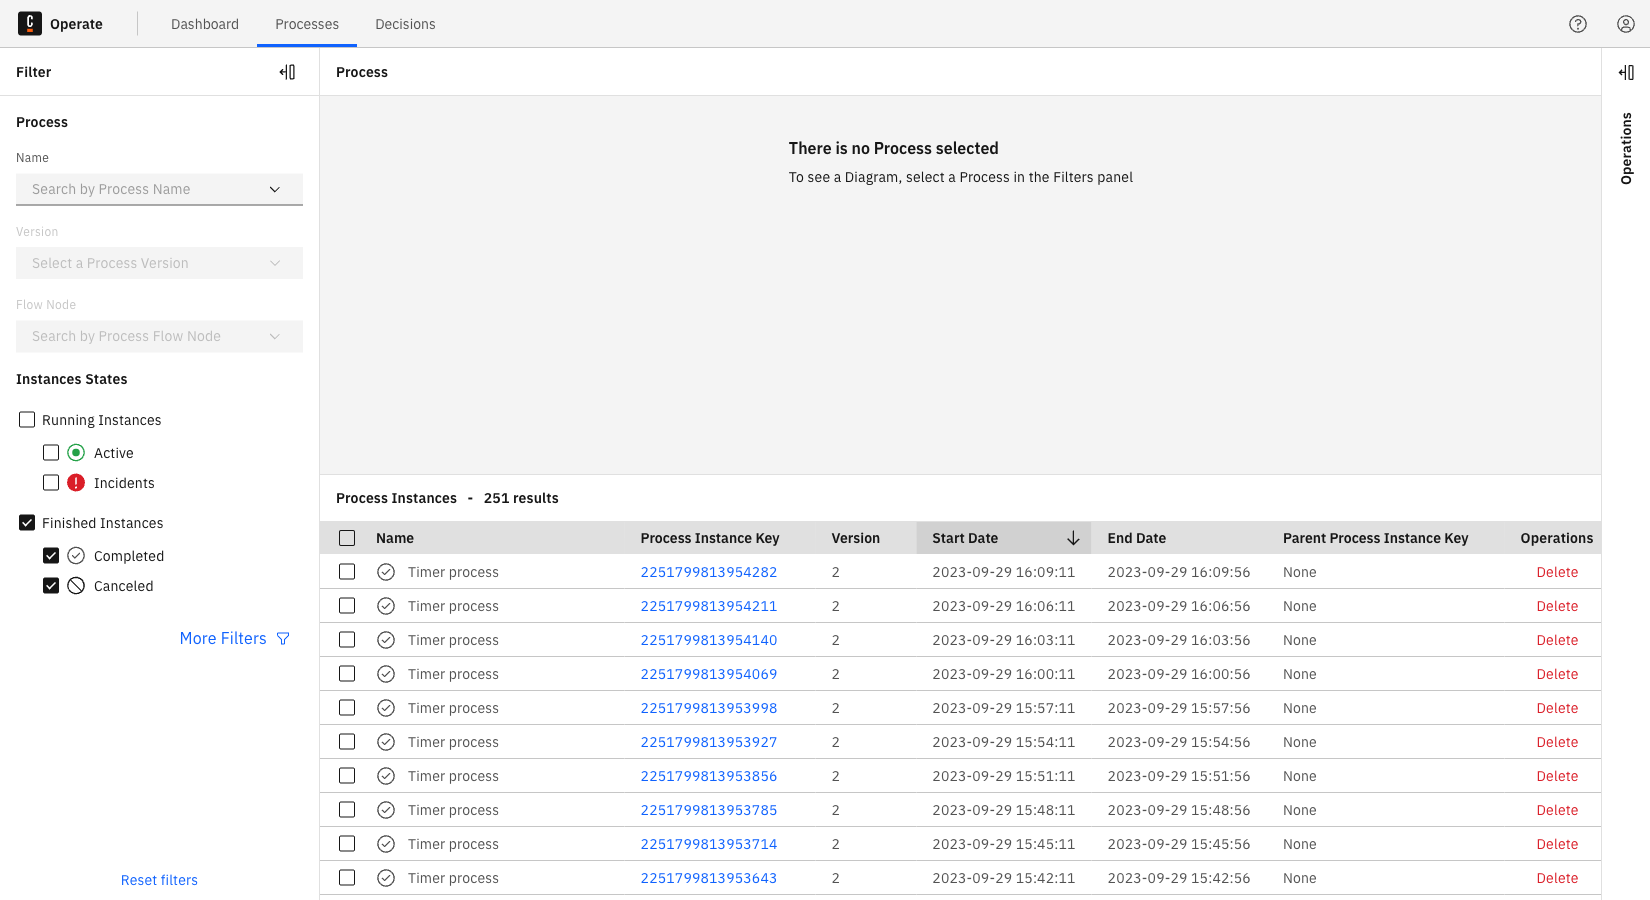 C Operate Dashboard Processes Decisions
Filter
Process
Name
Search by Process Name
Version
Select a Process Version
Flow Node
Search by Process Flow Node
Instances States
Running Instances
Active
Incidents
Finished Instances
Completed
Canceled
More Filters
Reset filters
Process
There is no Process selected
To see a Diagram, select a Process in the Filters panel
Process Instances - 251 results
Name Process Instance Key Version Start Date End Date Parent Process Instance Key Operations
Timer process 2251799813954282 2 2023-09-29 16:09:11 2023-09-29 16:09:56 None Delete
Timer process 2251799813954211 2 2023-09-29 16:06:11 2023-09-29 16:06:56 None Delete
Timer process 2251799813954140 2 2023-09-29 16:03:11 2023-09-29 16:03:56 None Delete
Timer process 2251799813954069 2 2023-09-29 16:00:11 2023-09-29 16:00:56 None Delete
Timer process 2251799813953998 2 2023-09-29 15:57:11 2023-09-29 15:57:56 None Delete
Timer process 2251799813953927 2 2023-09-29 15:54:11 2023-09-29 15:54:56 None Delete
Timer process 2251799813953856 2 2023-09-29 15:51:11 2023-09-29 15:51:56 None Delete
Timer process 2251799813953785 2 2023-09-29 15:48:11 2023-09-29 15:48:56 None Delete
Timer process 2251799813953714 2 2023-09-29 15:45:11 2023-09-29 15:45:56 None Delete
Timer process 2251799813953643 2 2023-09-29 15:42:11 2023-09-29 15:42:56 None Delete
Operations